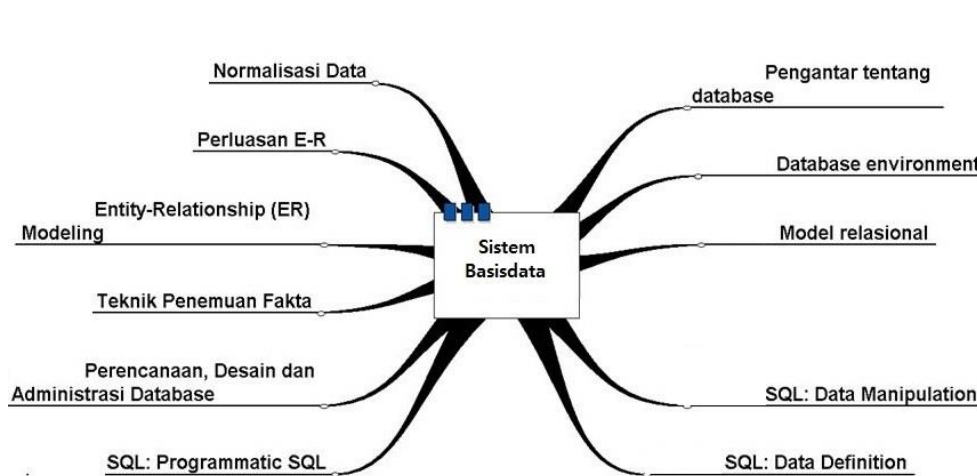 Normalisasi Data
Perluasan E-R
Entity-Relationship (ER)
Modeling
Teknik Penemuan Fakta
Perencanaan, Desain dan
Administrasi Database
SQL: Programmatic SQL
Sistem
Basisdata
Pengantar tentang
database
Database environment
Model relasional
SQL: Data Manipulation
SQL: Data Definition